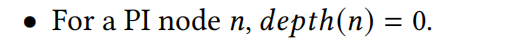 • For a PI node n, depth(n) = 0.